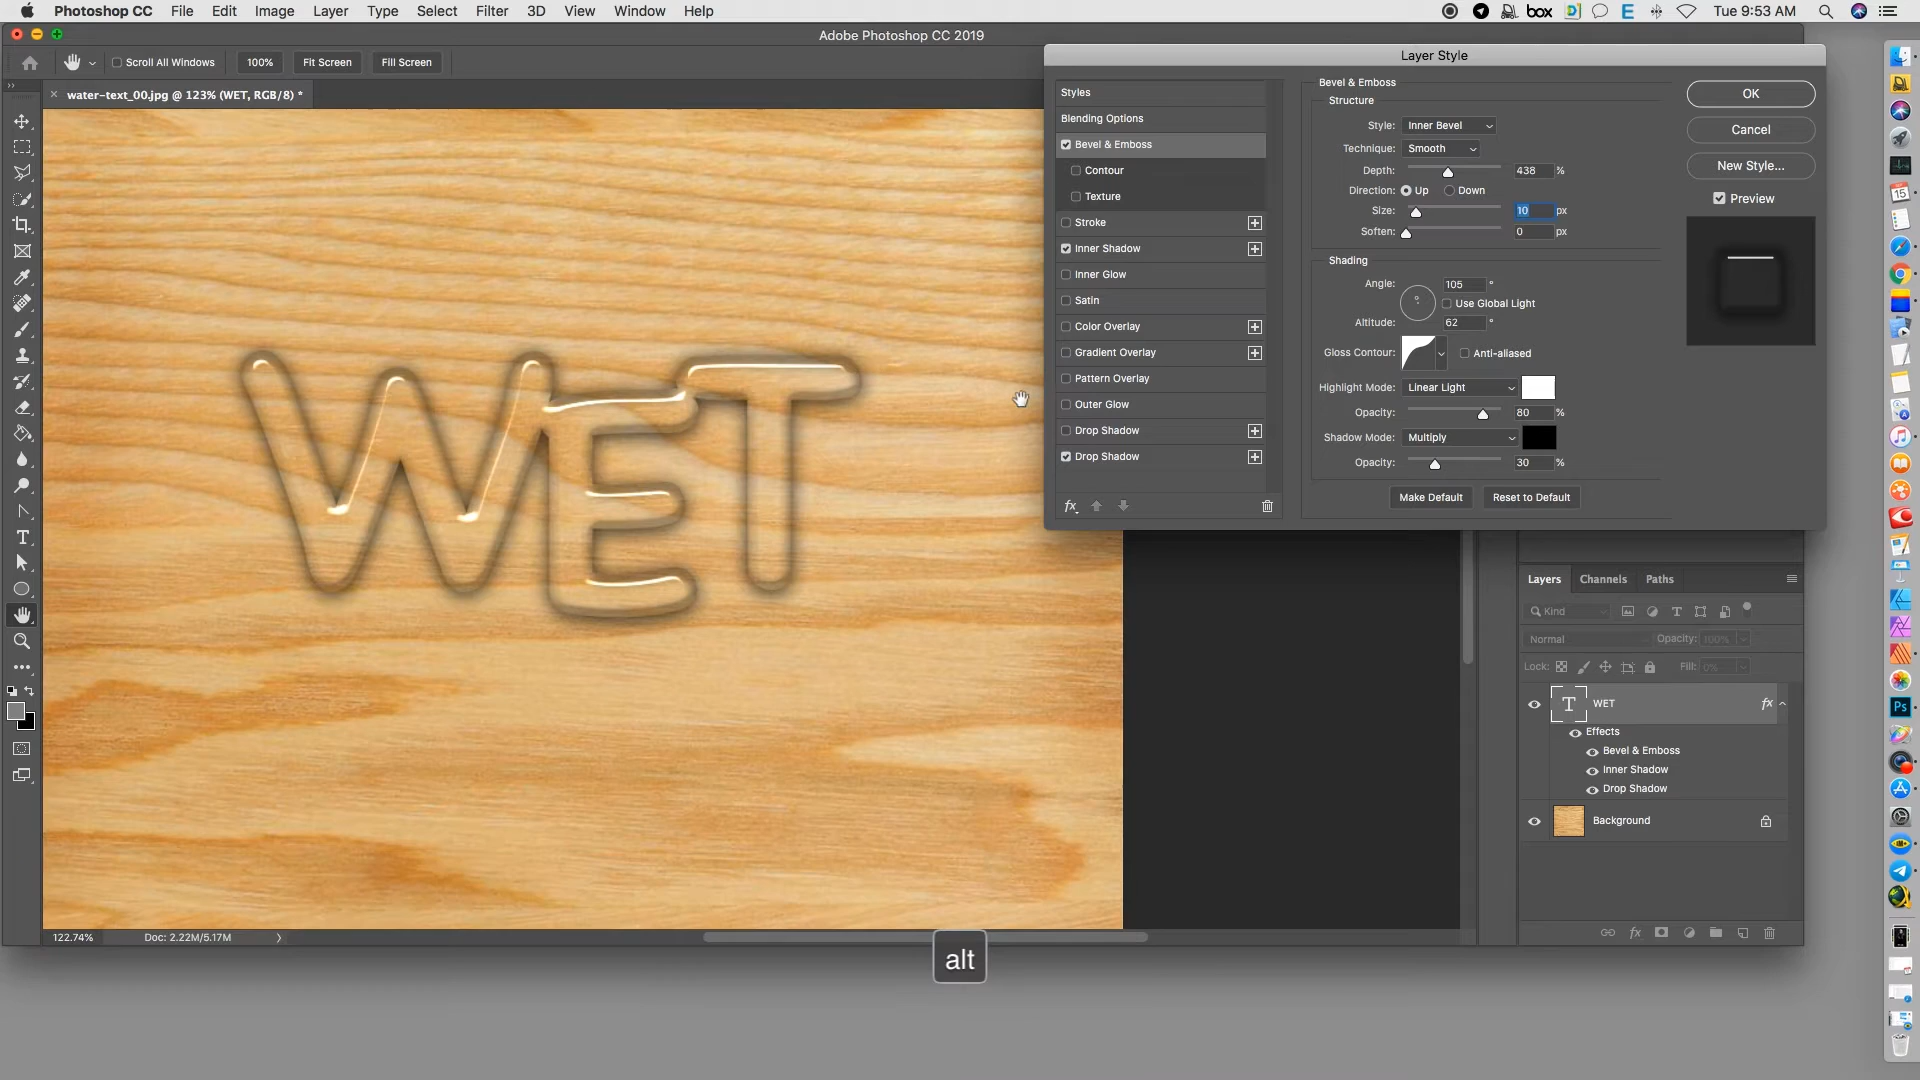 Photoshop CC File Edit Image Layer Type Select Filter 3D View Window Help
box E Tue 9:53 AM
Adobe Photoshop CC 2019
Scroll All Windows 100% Fit Screen Fill Screen
water-text_00.jpg @ 123% (WET, RGB/8) *
WET
Layer Style
Styles
Blending Options
Bevel & Emboss
Contour
Texture
Stroke
Inner Shadow
Inner Glow
Satin
Color Overlay
Gradient Overlay
Pattern Overlay
Outer Glow
Drop Shadow
Drop Shadow
fx
Bevel & Emboss
Structure
Style: Inner Bevel
Technique: Smooth
Depth: 438 %
Direction: Up Down
Size: 10 px
Soften: 0 px
Shading
Angle: 105 °
Use Global Light
Altitude: 62 °
Gloss Contour: Anti-aliased
Highlight Mode: Linear Light
Opacity: 80 %
Shadow Mode: Multiply
Opacity: 30 %
Make Default Reset to Default
OK
Cancel
New Style...
Preview
Layers Channels Paths
Kind
Normal Opacity: 100%
Lock: Fill: 0%
T WET fx
Effects
Bevel & Emboss
Inner Shadow
Drop Shadow
Background
fx
122.74% Doc: 2.22M/5.17M
alt
15
Ps